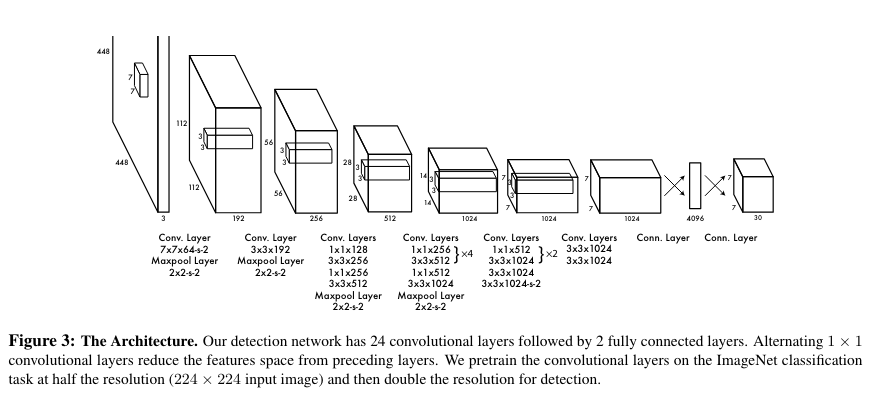 448
7
7
448
3
112
3
3
112
192
56
3
3
56
256
28
3
3
28
512
14
3
3
14
1024
7
3
3
7
1024
7
7
1024
4096
7
7
30
Conv. Layer
7x7x64-s-2
Maxpool Layer
2x2-s-2
Conv. Layer
3x3x192
Maxpool Layer
2x2-s-2
Conv. Layers
1x1x128
3x3x256
1x1x256
3x3x512
Maxpool Layer
2x2-s-2
Conv. Layers
1x1x256
3x3x512
}×4
1x1x512
3x3x1024
Maxpool Layer
2x2-s-2
Conv. Layers
1x1x512
3x3x1024
}×2
3x3x1024
3x3x1024-s-2
Conv. Layers
3x3x1024
3x3x1024
Conn. Layer
Conn. Layer
Figure 3: The Architecture. Our detection network has 24 convolutional layers followed by 2 fully connected layers. Alternating 1 × 1
convolutional layers reduce the features space from preceding layers. We pretrain the convolutional layers on the ImageNet classification
task at half the resolution (224 × 224 input image) and then double the resolution for detection.